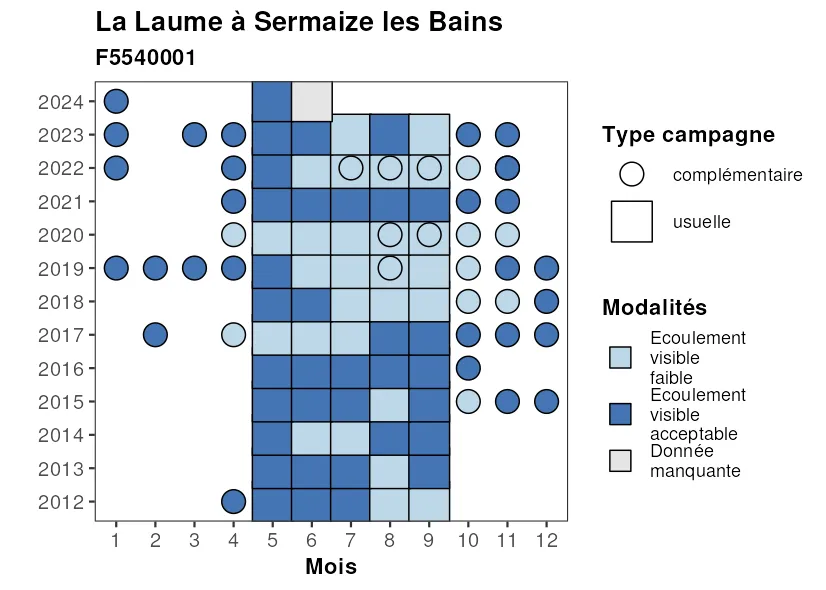 La Laume à Sermaize les Bains
F5540001
2024
2023
2022
2021
2020
2019
2018
2017
2016
2015
2014
2013
2012
1 2 3 4 5 6 7 8 9 10 11 12
Mois
Type campagne
complémentaire
usuelle
Modalités
Ecoulement
visible
faible
Ecoulement
visible
acceptable
Donnée
manquante